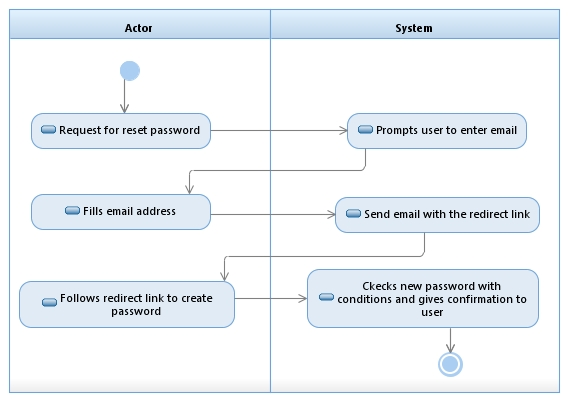 Actor
System
Request for reset password
Prompts user to enter email
Fills email address
Send email with the redirect link
Follows redirect link to create
password
Ckecks new password with
conditions and gives confirmation to
user